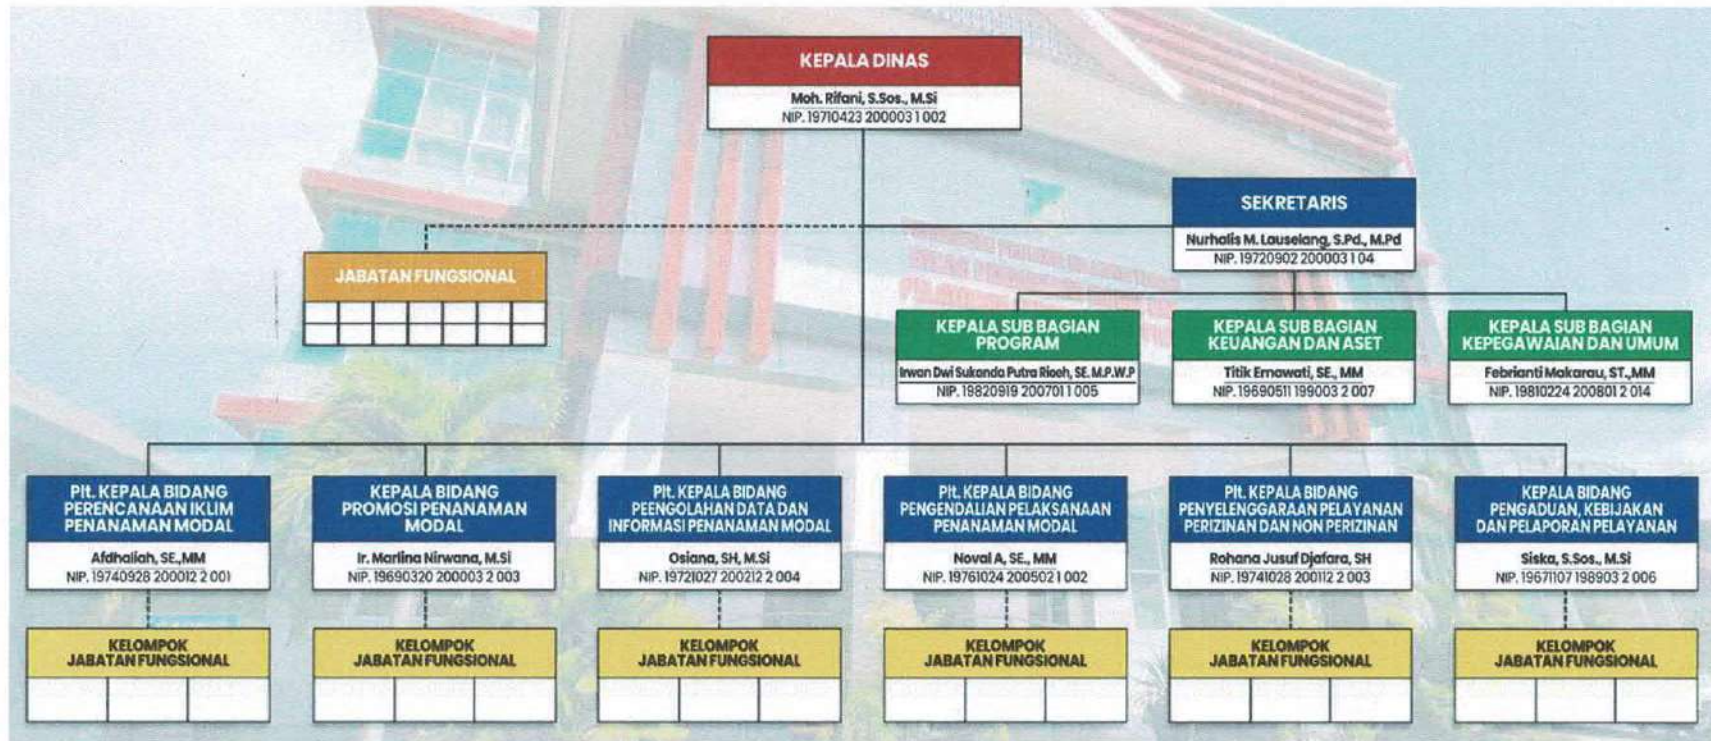 KEPALA DINAS
Moh. Rifani, S.Sos., M.Si
NIP. 19710423 200003 1 002
SEKRETARIS
Nurhalis M. Lauselang, S.Pd., M.Pd
NIP. 19720902 200003 1 04
JABATAN FUNGSIONAL
KEPALA SUB BAGIAN
PROGRAM
Irwan Dwi Sukanda Putra Rioeh, SE. M.P.W.P
NIP. 19820919 200701 1 005
KEPALA SUB BAGIAN
KEUANGAN DAN ASET
Titik Ernawati, SE., MM
NIP. 19690511 199003 2 007
KEPALA SUB BAGIAN
KEPEGAWAIAN DAN UMUM
Febrianti Makarau, ST.,MM
NIP. 19810224 200801 2 014
Plt. KEPALA BIDANG
PERENCANAAN IKLIM
PENANAMAN MODAL
Afdhaliah, SE.,MM
NIP. 19740928 200012 2 001
KEPALA BIDANG
PROMOSI PENANAMAN
MODAL
Ir. Marlina Nirwana, M.Si
NIP. 19690320 200003 2 003
Plt. KEPALA BIDANG
PEENGOLAHAN DATA DAN
INFORMASI PENANAMAN MODAL
Osiana, SH, M.Si
NIP. 19721027 200212 2 004
Plt. KEPALA BIDANG
PENGENDALIAN PELAKSANAAN
PENANAMAN MODAL
Noval A, SE., MM
NIP. 19761024 200502 1 002
Plt. KEPALA BIDANG
PENYELENGGARAAN PELAYANAN
PERIZINAN DAN NON PERIZINAN
Rohana Jusuf Djafara, SH
NIP. 19741028 200112 2 003
KEPALA BIDANG
PENGADUAN, KEBIJAKAN
DAN PELAPORAN PELAYANAN
Siska, S.Sos., M.Si
NIP. 19671107 198903 2 006
KELOMPOK
JABATAN FUNGSIONAL
KELOMPOK
JABATAN FUNGSIONAL
KELOMPOK
JABATAN FUNGSIONAL
KELOMPOK
JABATAN FUNGSIONAL
KELOMPOK
JABATAN FUNGSIONAL
KELOMPOK
JABATAN FUNGSIONAL